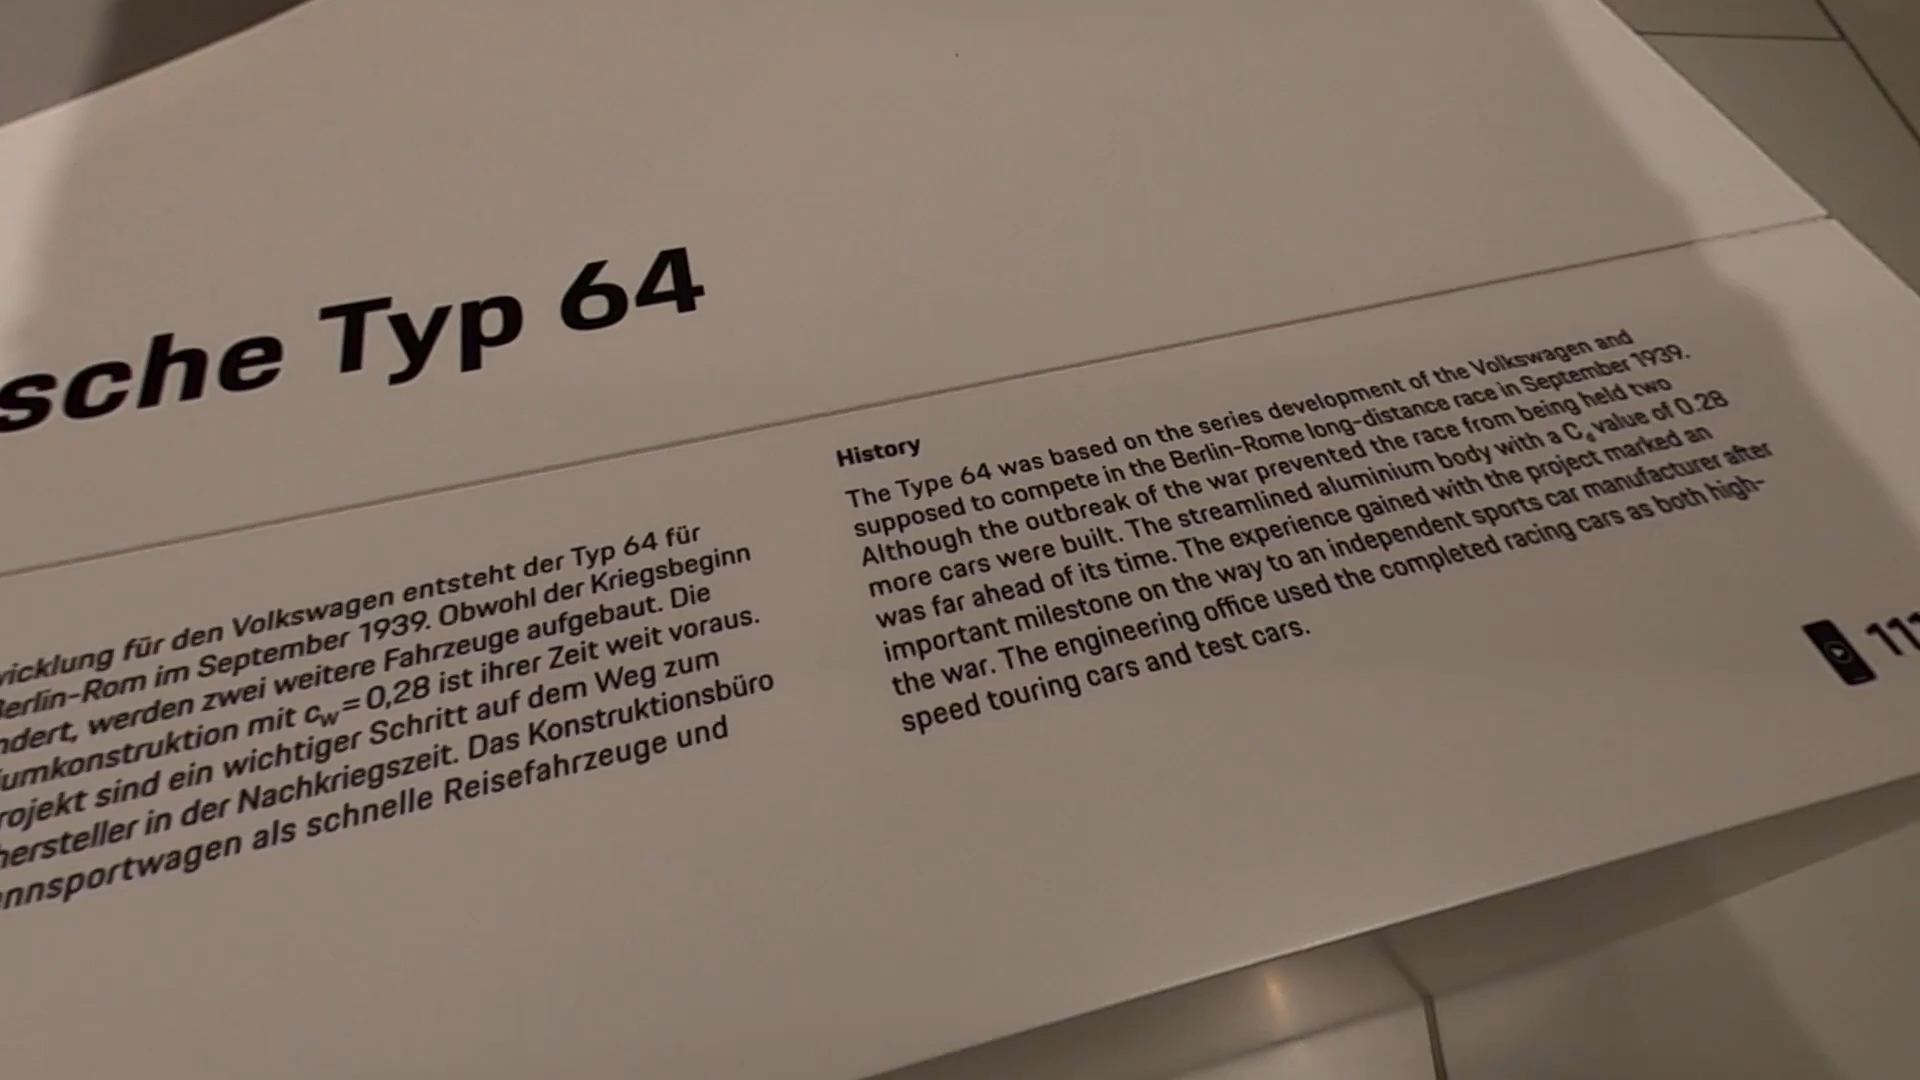 sche Typ 64
wicklung für den Volkswagen entsteht der Typ 64 für
Berlin-Rom im September 1939. Obwohl der Kriegsbeginn
ndert, werden zwei weitere Fahrzeuge aufgebaut. Die
iumkonstruktion mit cw = 0,28 ist ihrer Zeit weit voraus.
rojekt sind ein wichtiger Schritt auf dem Weg zum
hersteller in der Nachkriegszeit. Das Konstruktionsbüro
ennsportwagen als schnelle Reisefahrzeuge und
History
The Type 64 was based on the series development of the Volkswagen and
supposed to compete in the Berlin-Rome long-distance race in September 1939.
Although the outbreak of the war prevented the race from being held two
more cars were built. The streamlined aluminium body with a Cd value of 0.28
was far ahead of its time. The experience gained with the project marked an
important milestone on the way to an independent sports car manufacturer after
the war. The engineering office used the completed racing cars as both high-
speed touring cars and test cars.
111